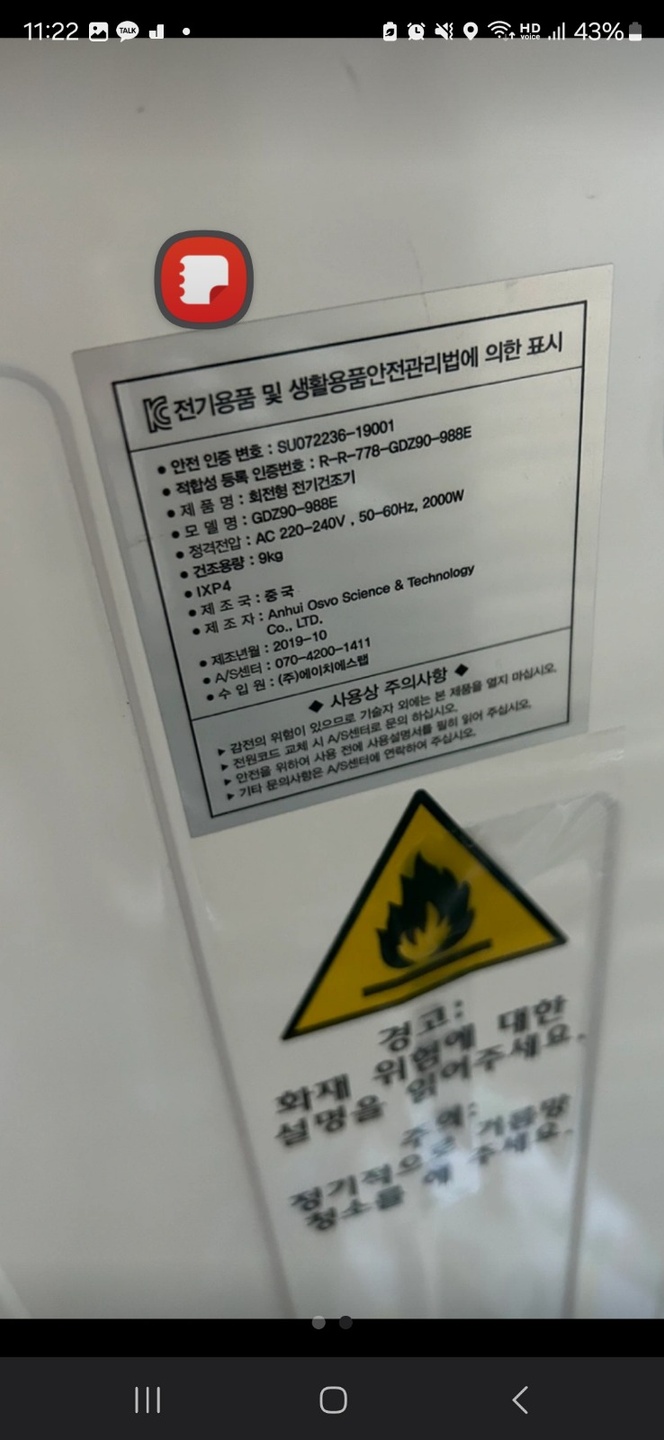 11:22
TALK
HD voice
43%
KC 전기용품 및 생활용품안전관리법에 의한 표시
● 안전 인증 번호 : SU072236-19001
● 적합성 등록 인증번호 : R-R-778-GDZ90-988E
● 제 품 명 : 회전형 전기건조기
● 모 델 명 : GDZ90-988E
● 정격전압 : AC 220-240V , 50-60Hz, 2000W
● 건조용량 : 9kg
● IXP4
● 제 조 국 : 중국
● 제 조 자 : Anhui Osvo Science & Technology
Co., LTD.
● 제조년월 : 2019-10
● A/S센터 : 070-4200-1411
● 수 입 원 : (주)에이치에스랩
◆ 사용상 주의사항 ◆
▶ 감전의 위험이 있으므로 기술자 외에는 본 제품을 열지 마십시오.
▶ 전원코드 교체 시 A/S센터로 문의 하십시오.
▶ 안전을 위하여 사용 전에 사용설명서를 필히 읽어 주십시오.
▶ 기타 문의사항은 A/S센터에 연락하여 주십시오.
경고:
화재 위험에 대한
설명을 읽어주세요.
주의:
정기적으로 거름망
청소를 해 주세요.